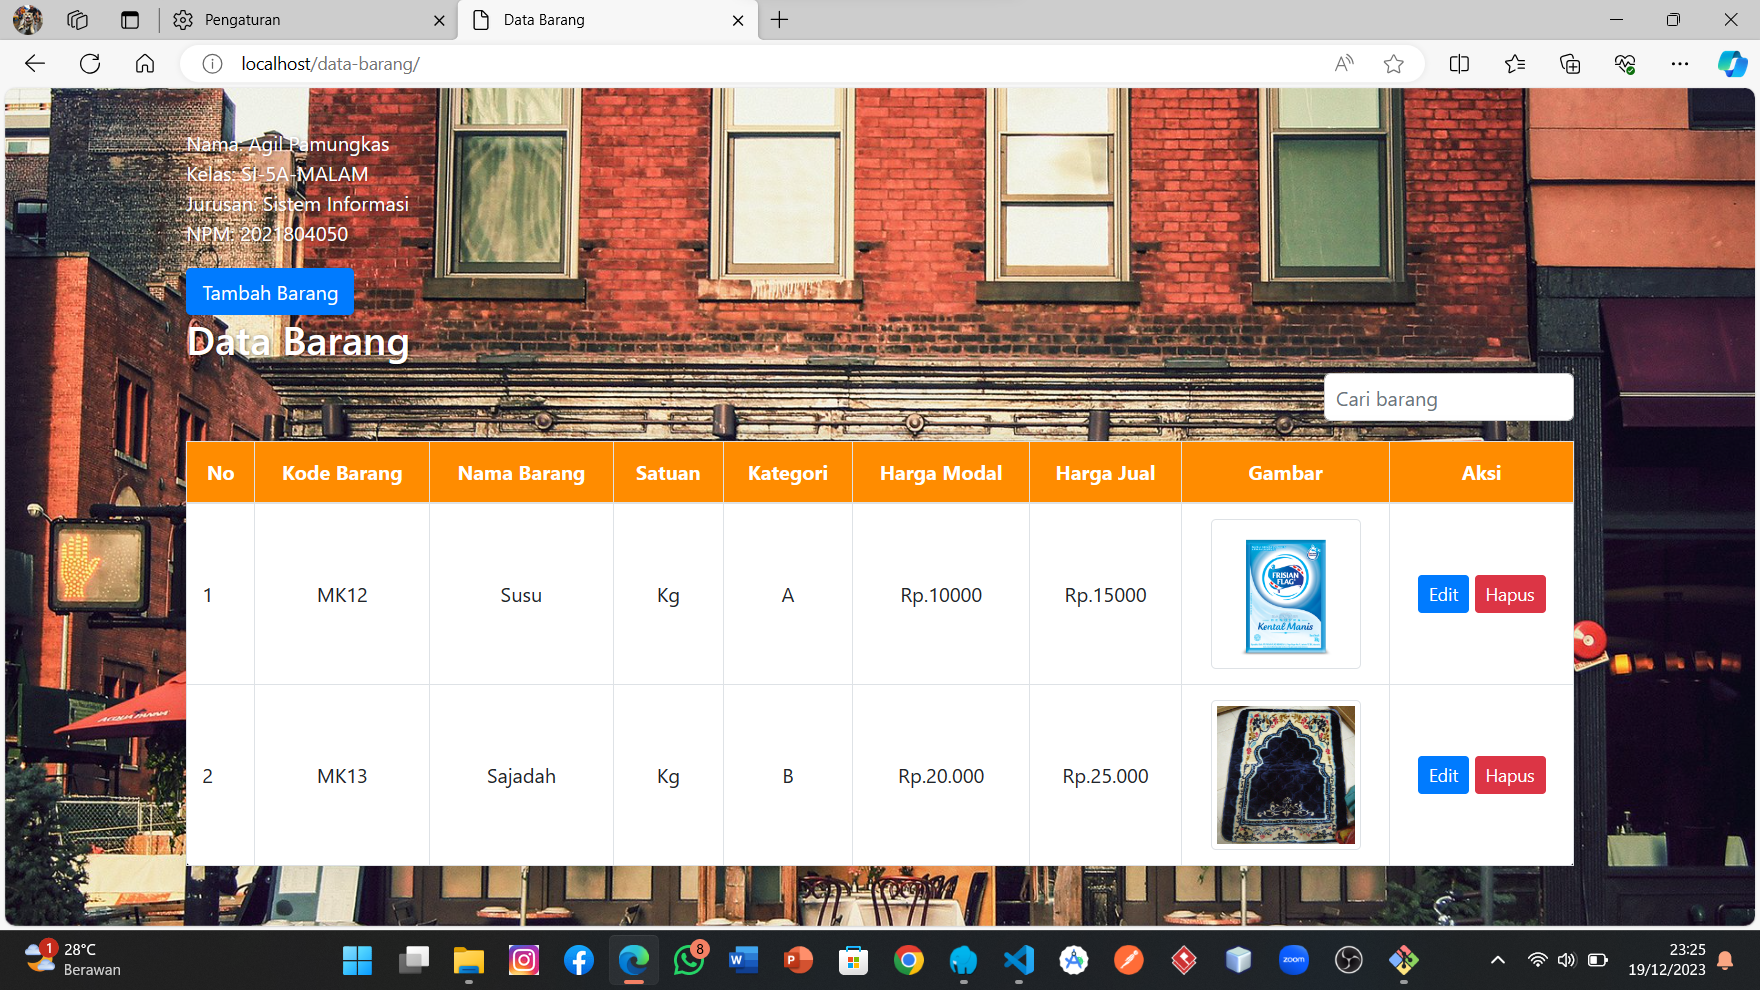 Pengaturan
Data Barang
localhost/data-barang/
Nama: Agil Pamungkas
Kelas: SI-5A-MALAM
Jurusan: Sistem Informasi
NPM: 2021804050
Tambah Barang
Data Barang
Cari barang
No Kode Barang Nama Barang Satuan Kategori Harga Modal Harga Jual Gambar Aksi
1 MK12 Susu Kg A Rp.10000 Rp.15000 Edit Hapus
FRISIAN
FLAG
Kental Manis
2 MK13 Sajadah Kg B Rp.20.000 Rp.25.000 Edit Hapus
ACQUA PANNA
1
28°C
Berawan
8
W
P
zoom
23:25
19/12/2023